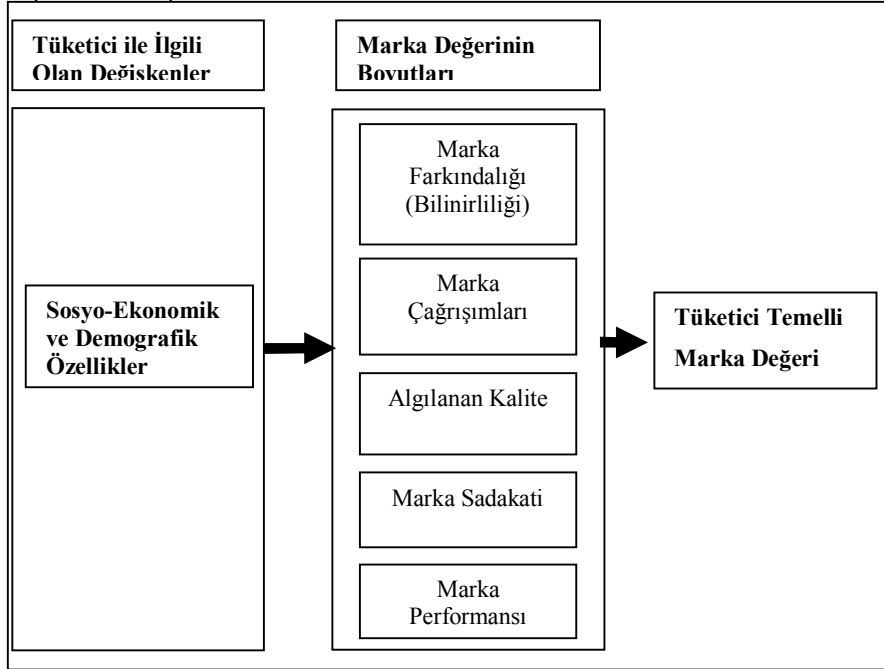 Tüketici ile İlgili
Olan Değişkenler
Marka Değerinin
Boyutları
Sosyo-Ekonomik
ve Demografik
Özellikler
Marka
Farkındalığı
(Bilinirliliği)
Marka
Çağrışımları
Algılanan Kalite
Marka Sadakati
Marka
Performansı
Tüketici Temelli
Marka Değeri